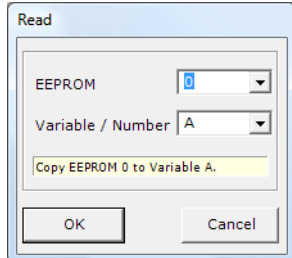 Read
EEPROM 0
Variable / Number A
Copy EEPROM 0 to Variable A.
OK Cancel